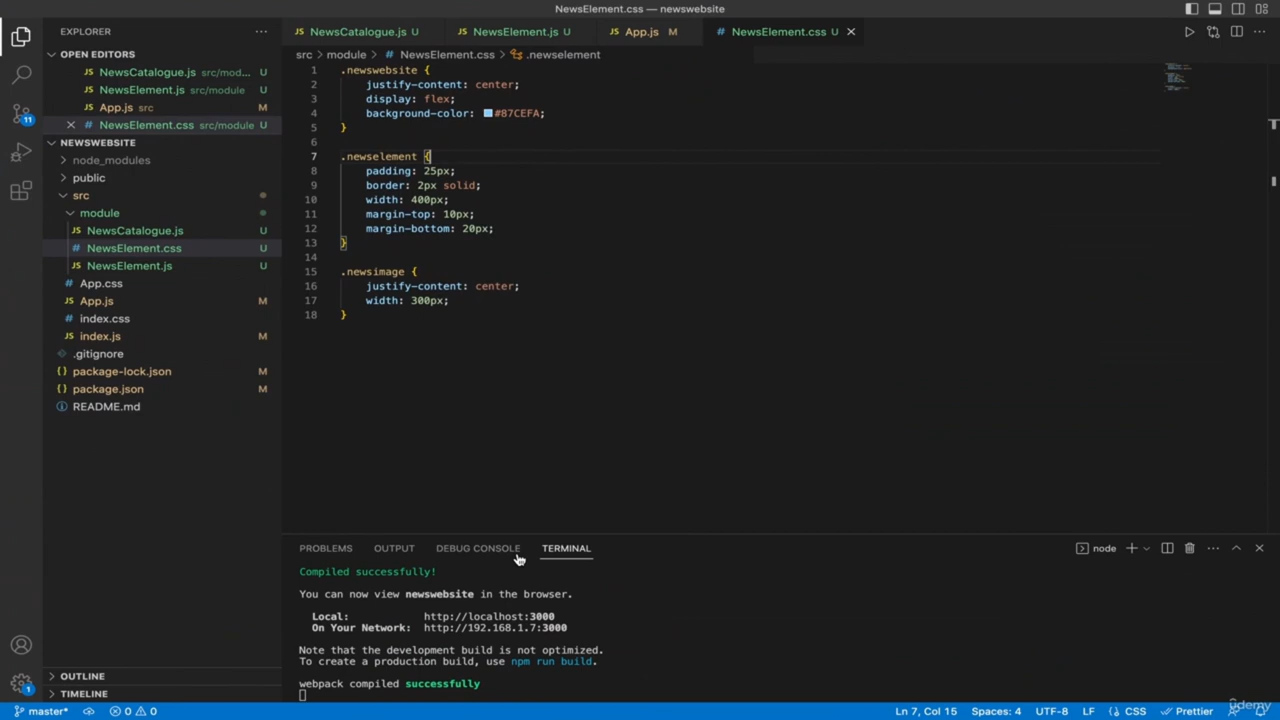 NewsElement.css — newswebsite
EXPLORER
OPEN EDITORS
NewsCatalogue.js src/mod... U
NewsElement.js src/module U
App.js src M
NewsElement.css src/module U
NEWSWEBSITE
node_modules
public
src
module
NewsCatalogue.js U
NewsElement.css U
NewsElement.js U
App.css
App.js M
index.css
index.js M
.gitignore
package-lock.json M
package.json M
README.md
OUTLINE
TIMELINE
11
1
NewsCatalogue.js U
NewsElement.js U
App.js M
NewsElement.css U
src > module > # NewsElement.css > .newselement
1 .newswebsite {
2 justify-content: center;
3 display: flex;
4 background-color: #87CEFA;
5 }
6
7 .newselement {
8 padding: 25px;
9 border: 2px solid;
10 width: 400px;
11 margin-top: 10px;
12 margin-bottom: 20px;
13 }
14
15 .newsimage {
16 justify-content: center;
17 width: 300px;
18 }
PROBLEMS OUTPUT DEBUG CONSOLE TERMINAL
node
Compiled successfully!
You can now view newswebsite in the browser.
Local: http://localhost:3000
On Your Network: http://192.168.1.7:3000
Note that the development build is not optimized.
To create a production build, use npm run build.
webpack compiled successfully
master* 0 0 Ln 7, Col 15 Spaces: 4 UTF-8 LF {} CSS Prettier
ûdemy